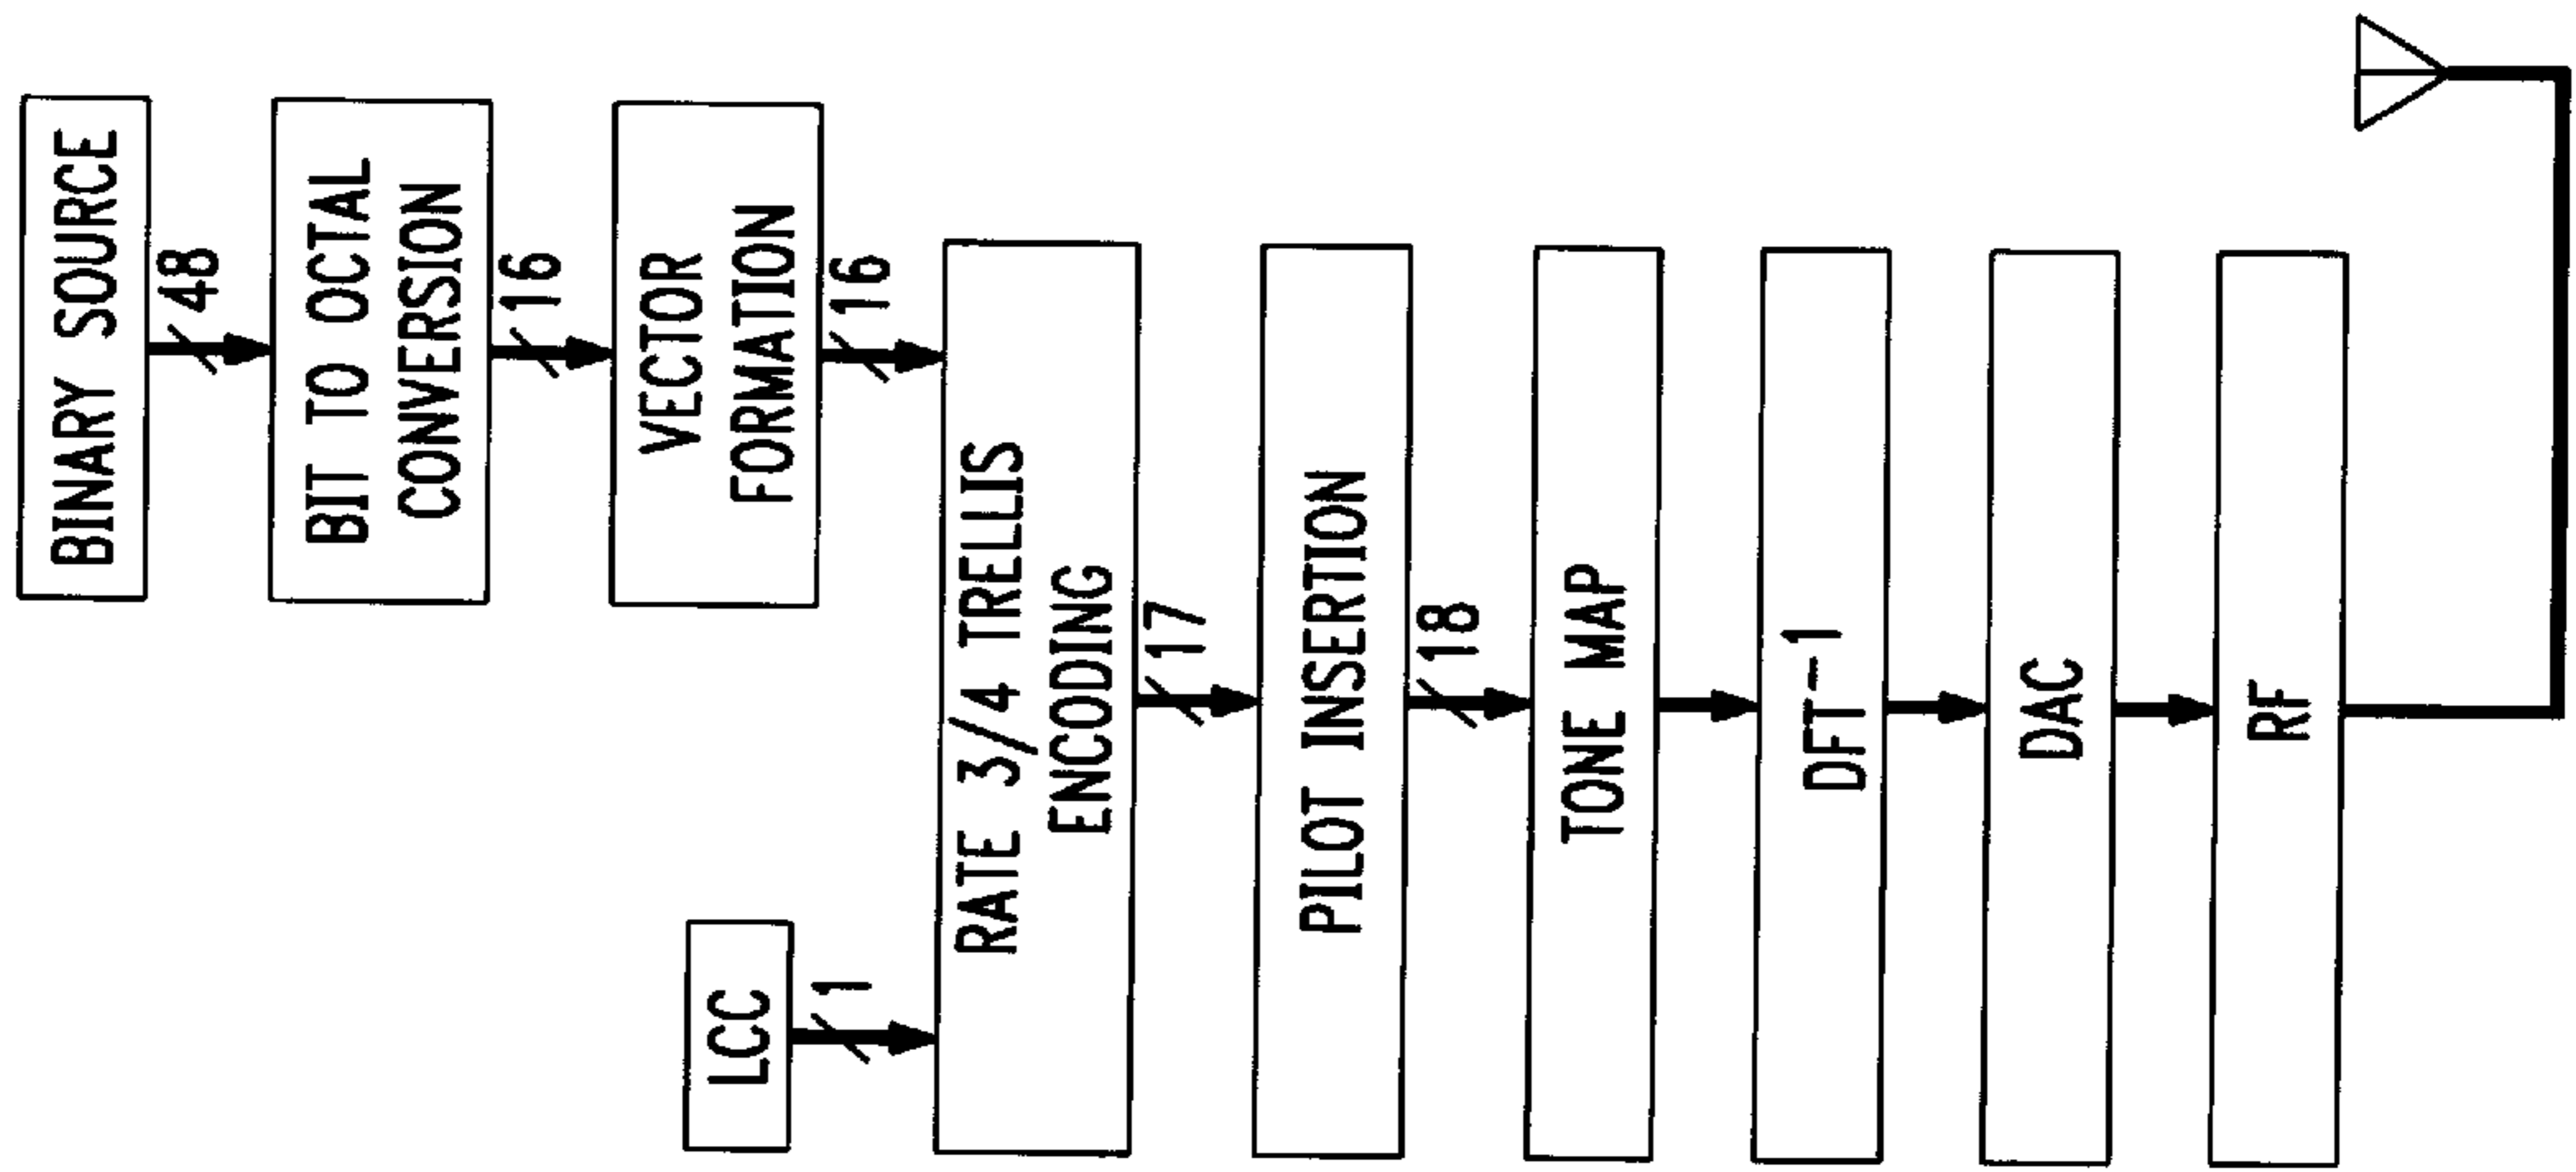 BINARY SOURCE
48
BIT TO OCTAL
CONVERSION
16
VECTOR
FORMATION
16
LCC
1
RATE 3/4 TRELLIS
ENCODING
17
PILOT INSERTION
18
TONE MAP
DFT-1
DAC
RF